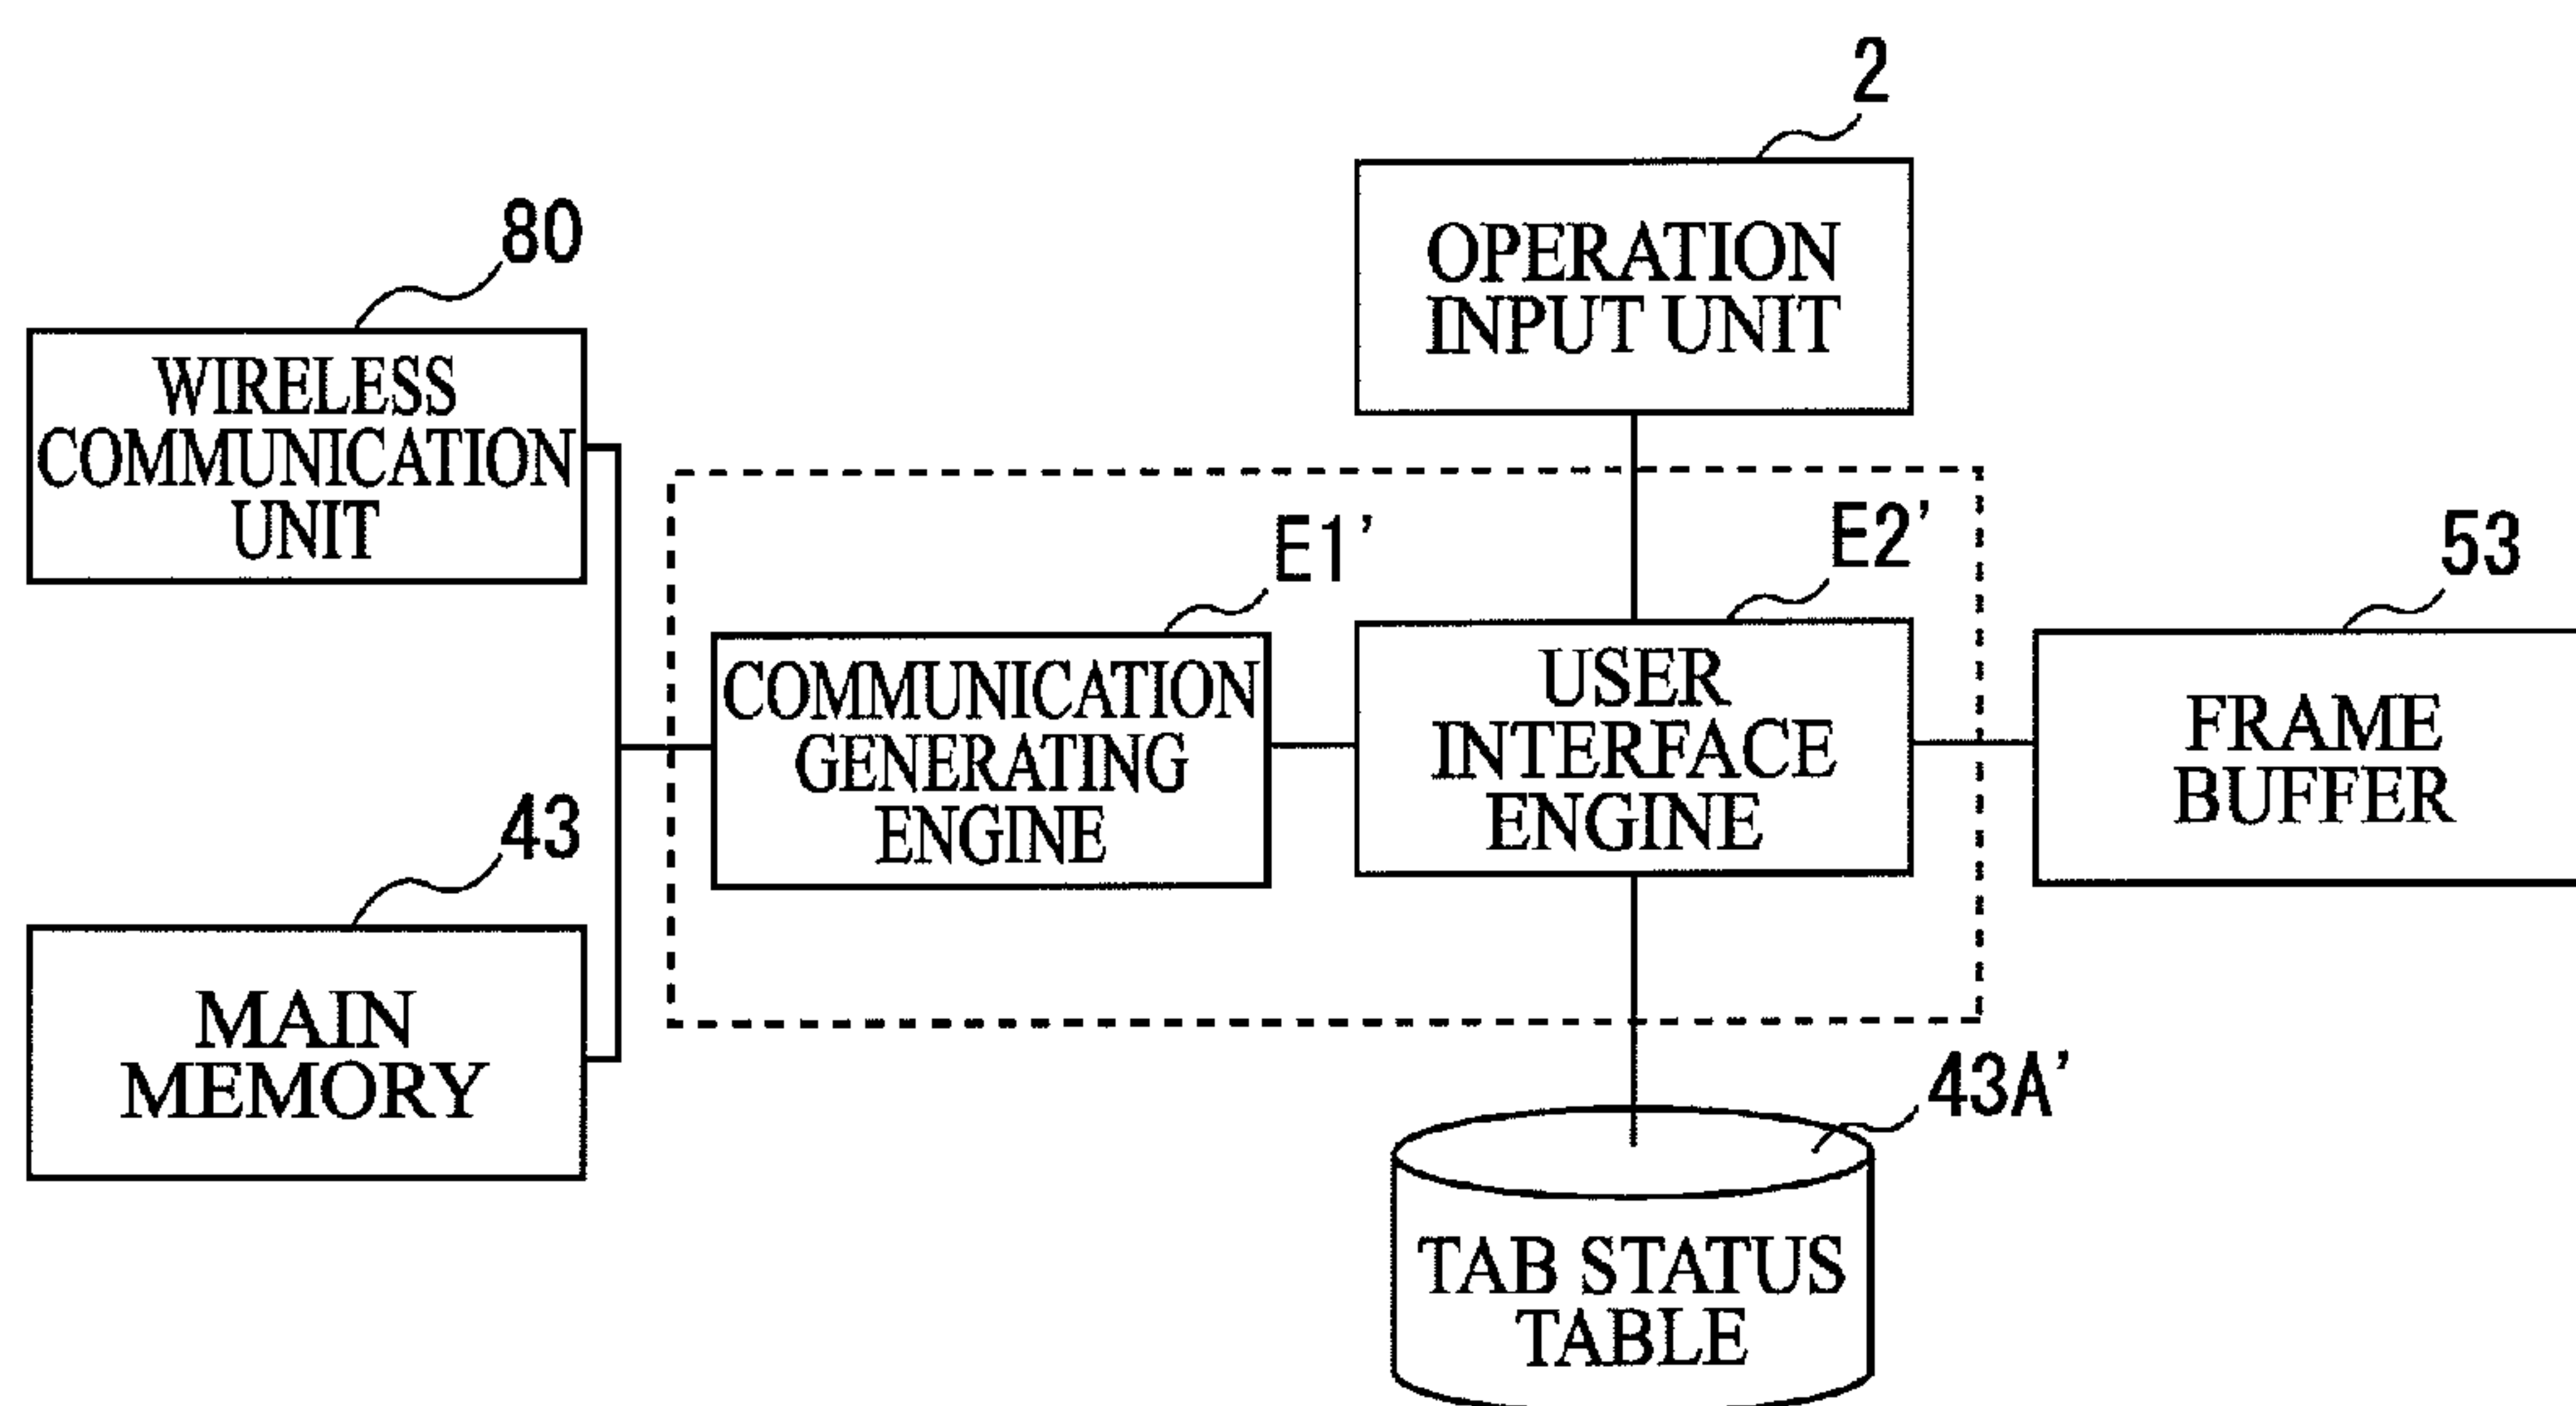 2
OPERATION
INPUT UNIT
80
WIRELESS
COMMUNICATION
UNIT
E1'
COMMUNICATION
GENERATING
ENGINE
E2'
USER
INTERFACE
ENGINE
53
FRAME
BUFFER
43
MAIN
MEMORY
43A'
TAB STATUS
TABLE